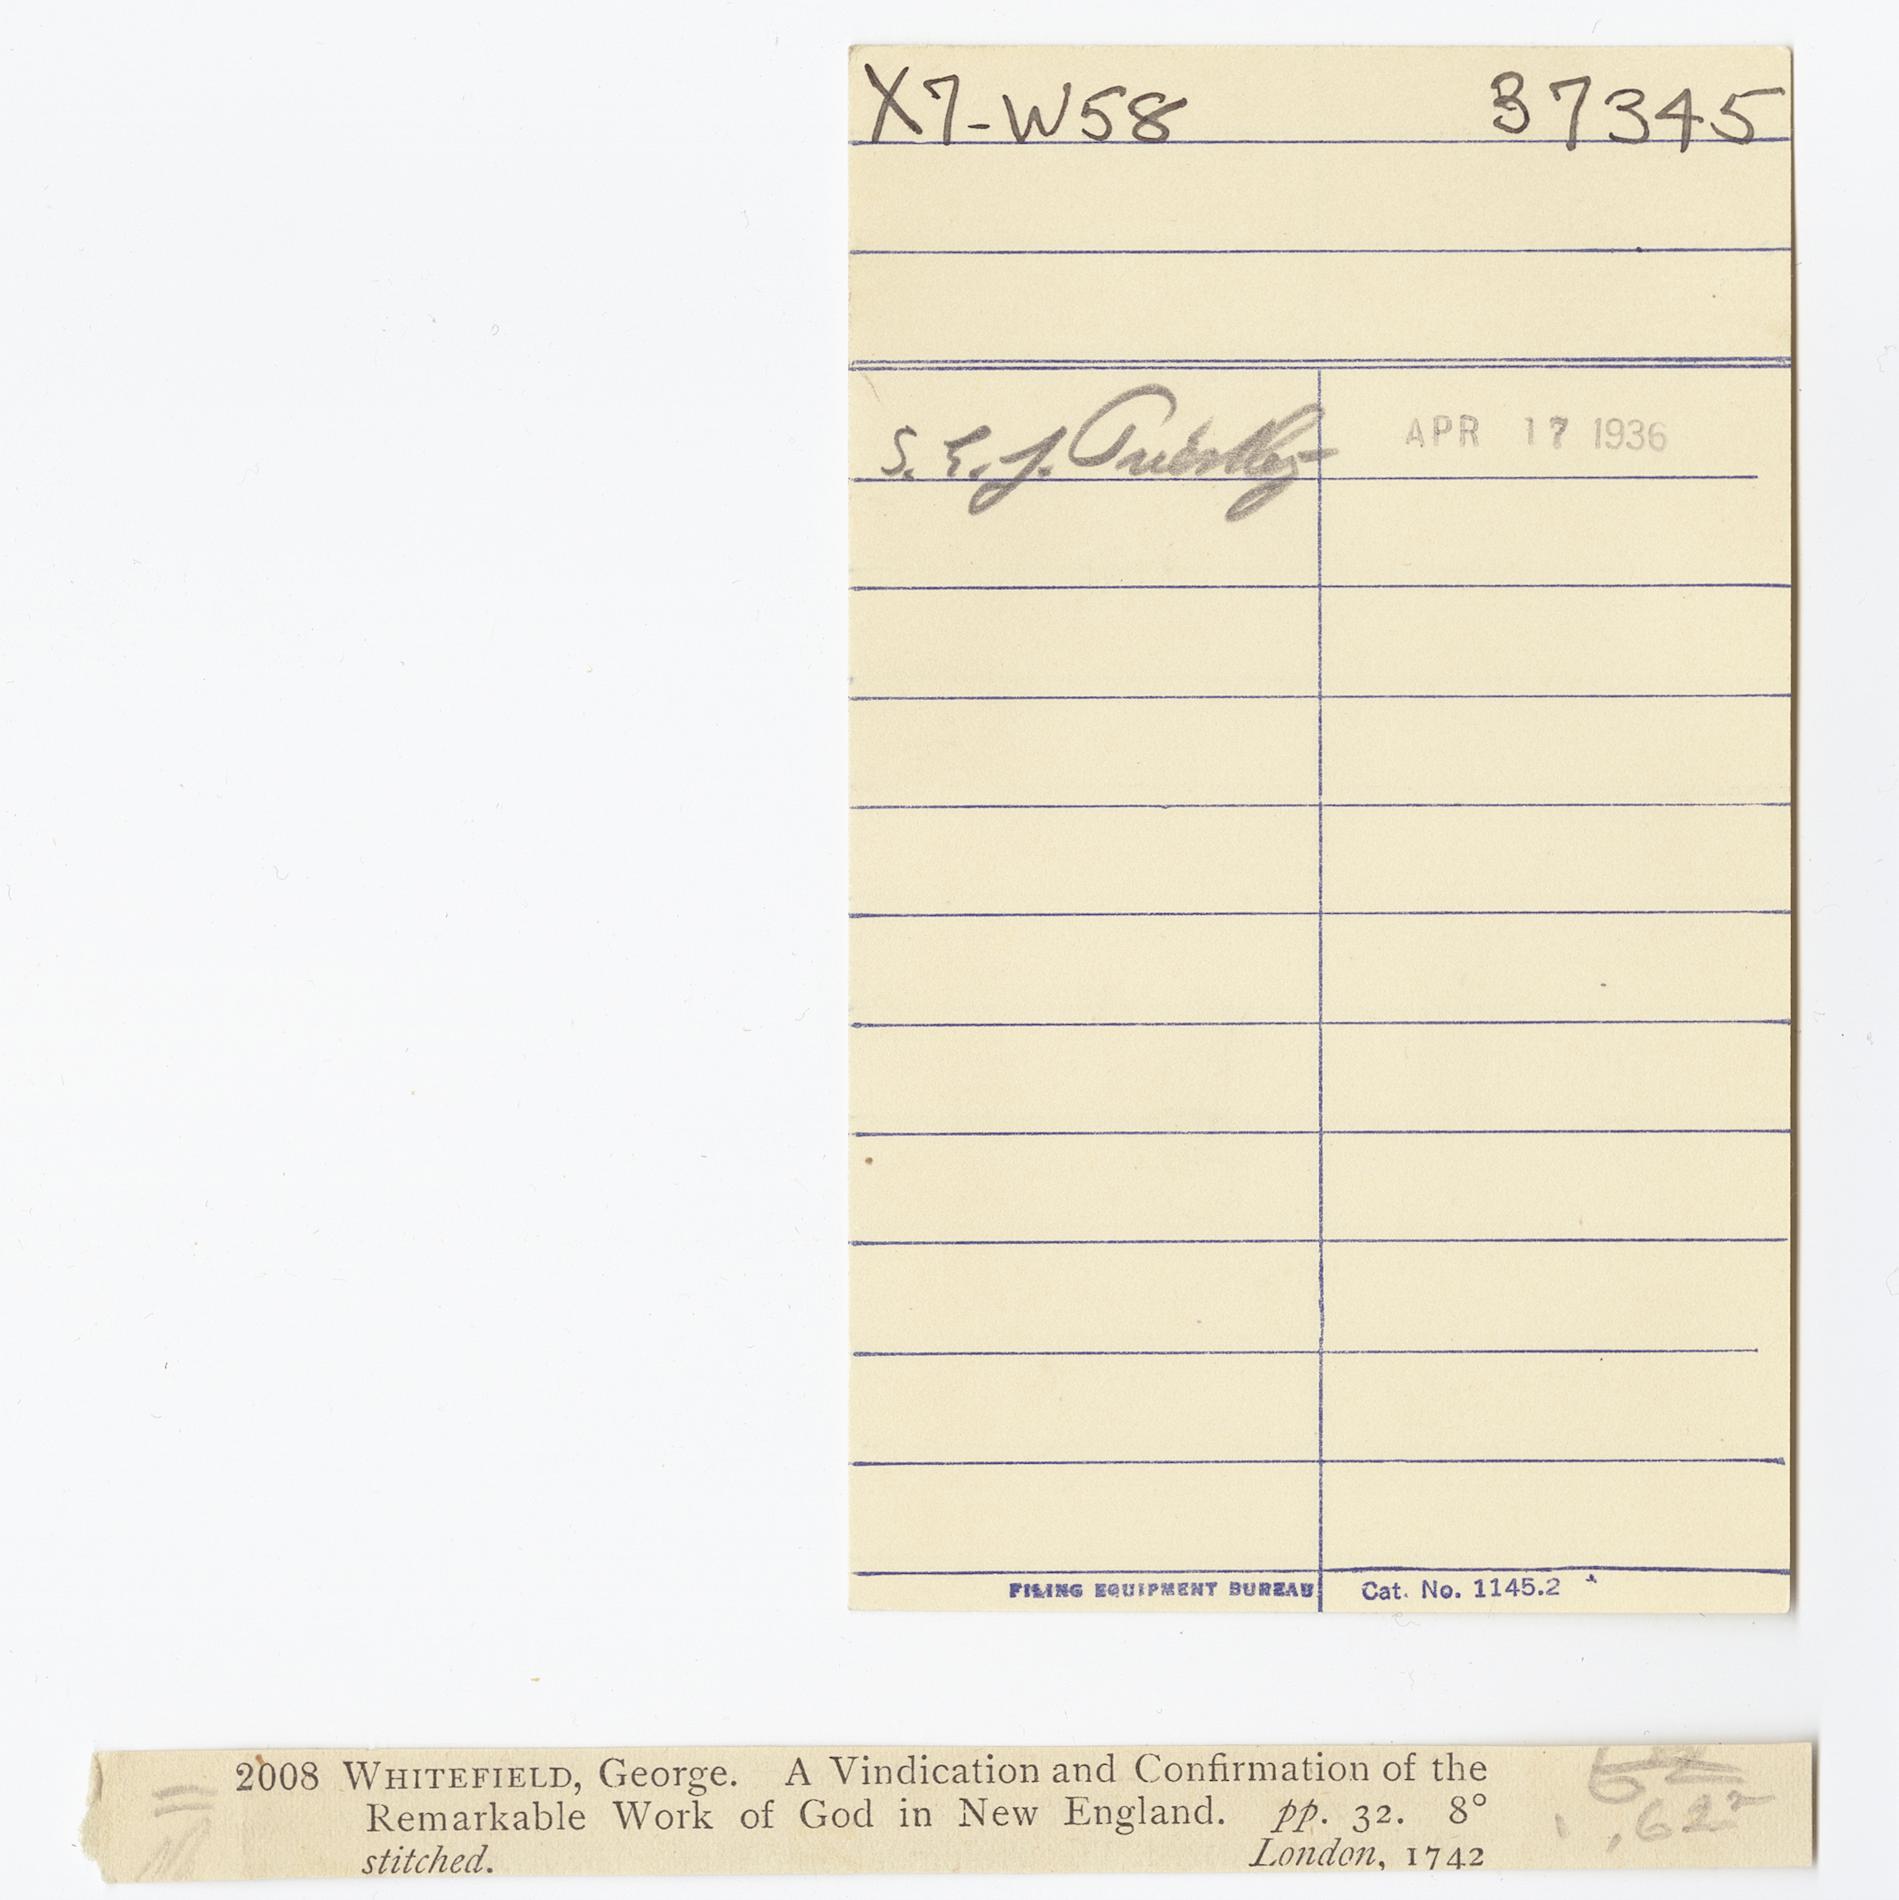 X7-W58 37345
S. E. J. Priestley APR 17 1936
FILING EQUIPMENT BUREAU Cat. No. 1145.2
2008 WHITEFIELD, George. A Vindication and Confirmation of the
Remarkable Work of God in New England. pp. 32. 8°
stitched. London, 1742